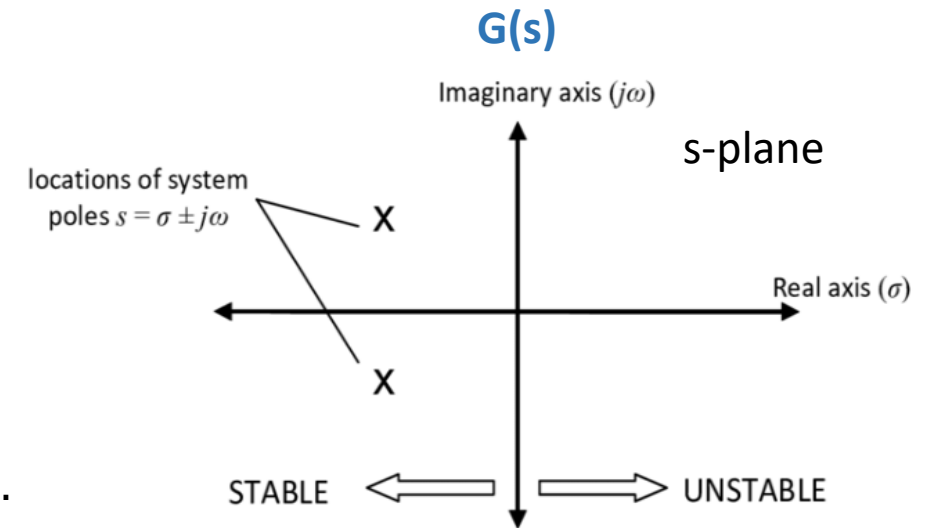 G(s)
Imaginary axis (jω)
s-plane
locations of system
poles s = σ ± jω
X
Real axis (σ)
X
.
STABLE
UNSTABLE